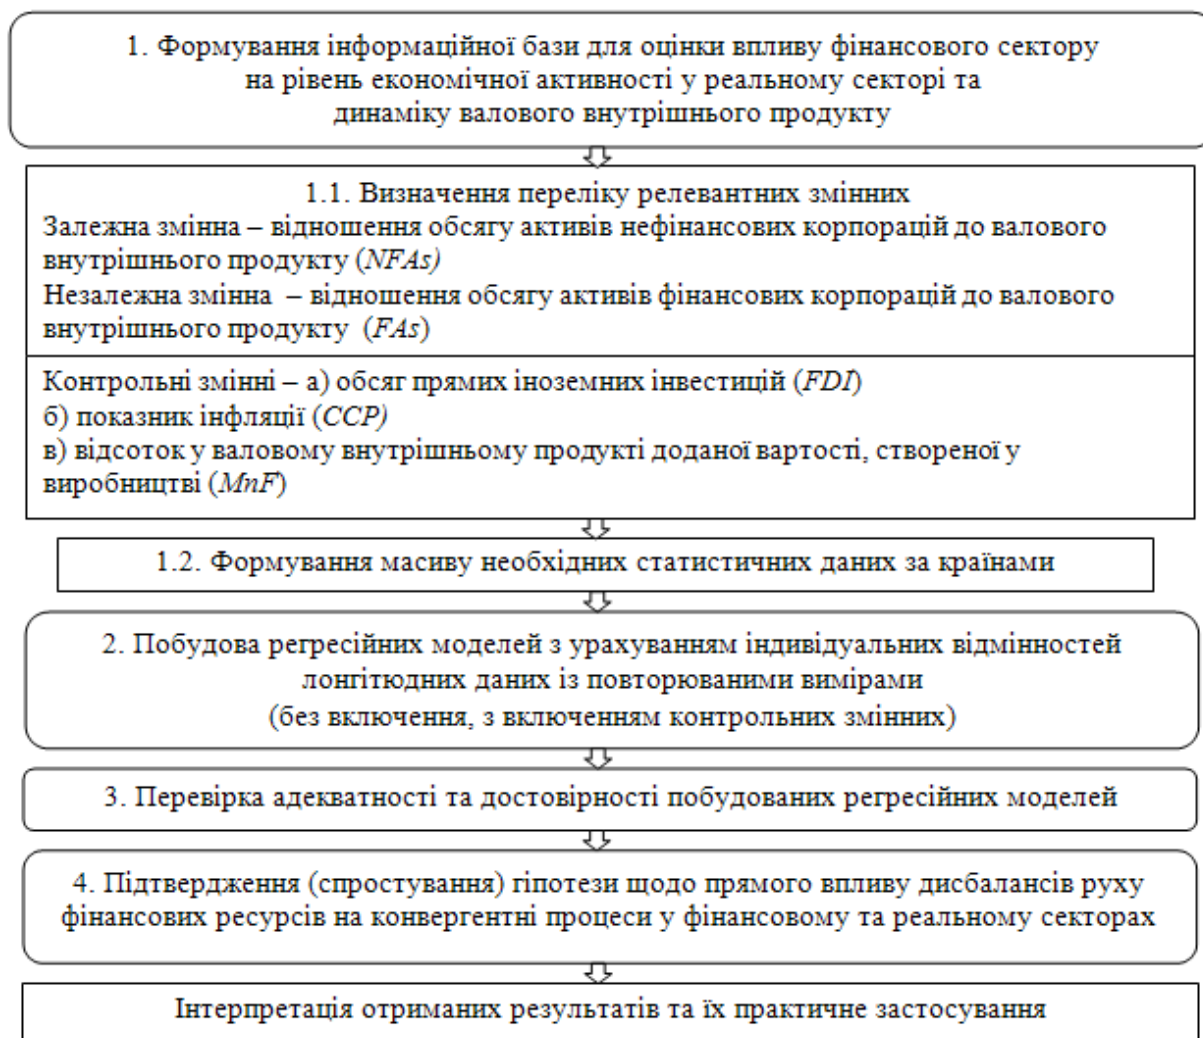 1. Формування інформаційної бази для оцінки впливу фінансового сектору
на рівень економічної активності у реальному секторі та
динаміку валового внутрішнього продукту
1.1. Визначення переліку релевантних змінних
Залежна змінна – відношення обсягу активів нефінансових корпорацій до валового
внутрішнього продукту (NFAs)
Незалежна змінна – відношення обсягу активів фінансових корпорацій до валового
внутрішнього продукту (FAs)
Контрольні змінні – а) обсяг прямих іноземних інвестицій (FDI)
б) показник інфляції (CCP)
в) відсоток у валовому внутрішньому продукті доданої вартості, створеної у
виробництві (MnF)
1.2. Формування масиву необхідних статистичних даних за країнами
2. Побудова регресійних моделей з урахуванням індивідуальних відмінностей
лонгітюдних даних із повторюваними вимірами
(без включення, з включенням контрольних змінних)
3. Перевірка адекватності та достовірності побудованих регресійних моделей
4. Підтвердження (спростування) гіпотези щодо прямого впливу дисбалансів руху
фінансових ресурсів на конвергентні процеси у фінансовому та реальному секторах
Інтерпретація отриманих результатів та їх практичне застосування